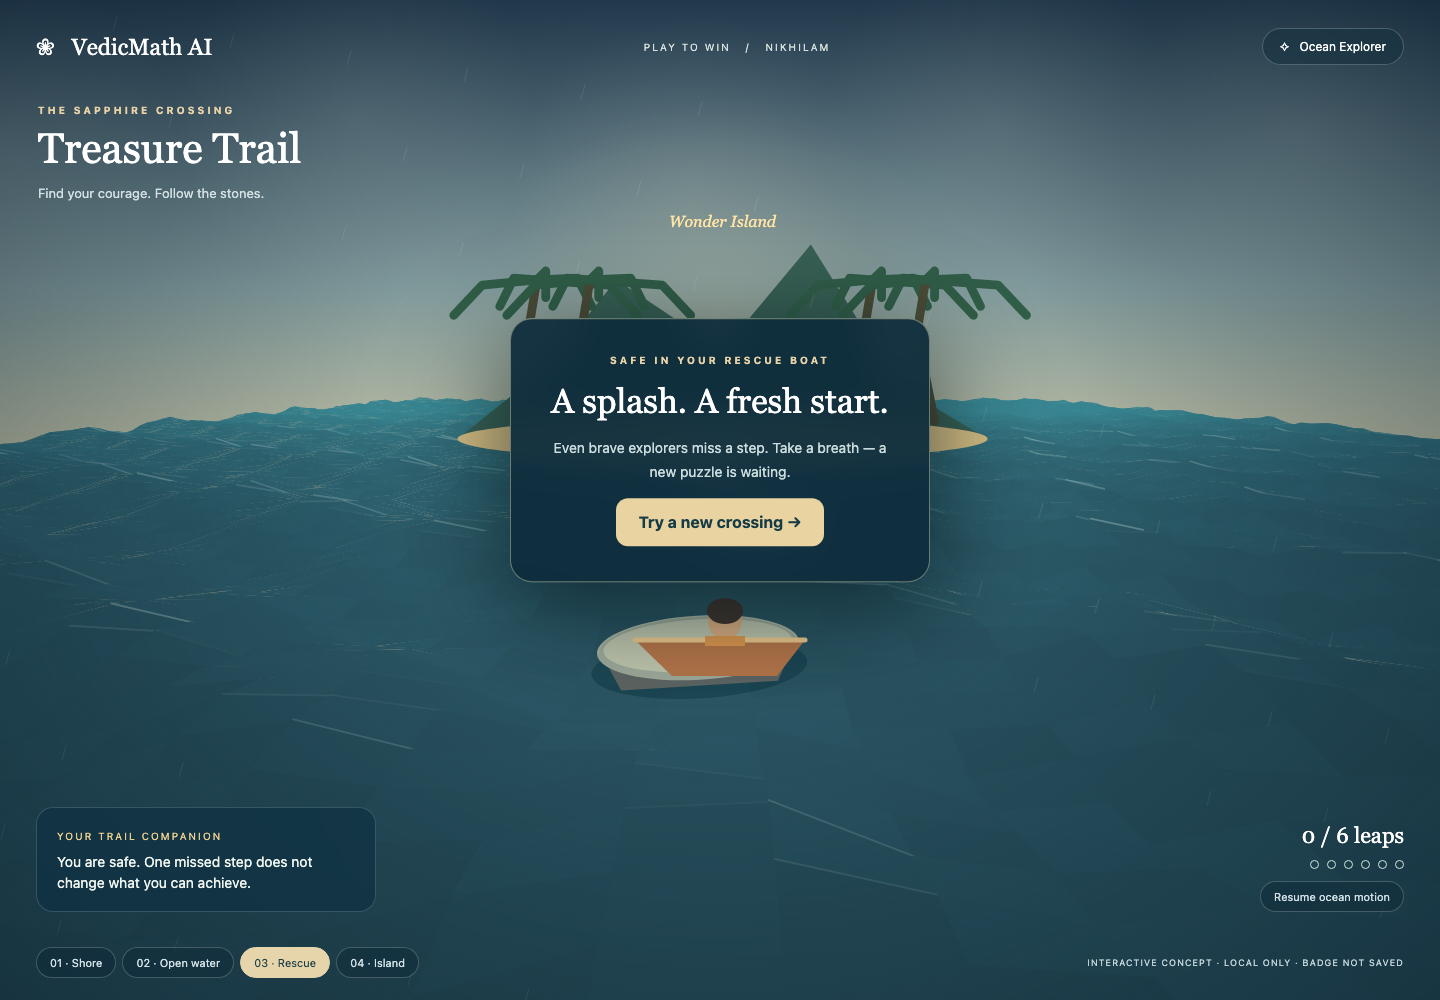 VedicMath AI
PLAY TO WIN / NIKHILAM
Ocean Explorer
THE SAPPHIRE CROSSING
Treasure Trail
Find your courage. Follow the stones.
Wonder Island
SAFE IN YOUR RESCUE BOAT
A splash. A fresh start.
Even brave explorers miss a step. Take a breath — a
new puzzle is waiting.
Try a new crossing →
YOUR TRAIL COMPANION
You are safe. One missed step does not
change what you can achieve.
0 / 6 leaps
Resume ocean motion
01 · Shore
02 · Open water
03 · Rescue
04 · Island
INTERACTIVE CONCEPT · LOCAL ONLY · BADGE NOT SAVED